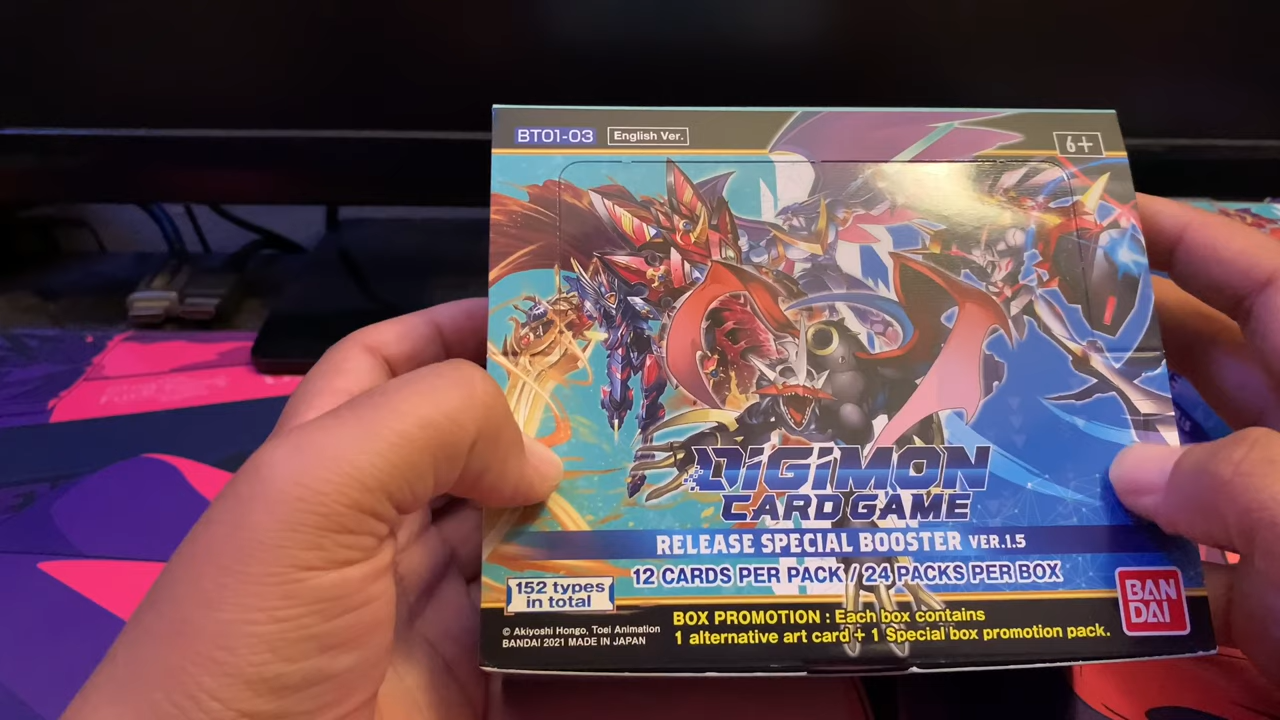 BT01-03 English Ver.
6+
DIGIMON
CARD GAME
RELEASE SPECIAL BOOSTER VER.1.5
12 CARDS PER PACK / 24 PACKS PER BOX
152 types
in total
BOX PROMOTION : Each box contains
1 alternative art card + 1 Special box promotion pack.
© Akiyoshi Hongo, Toei Animation
BANDAI 2021 MADE IN JAPAN
BAN
DAI